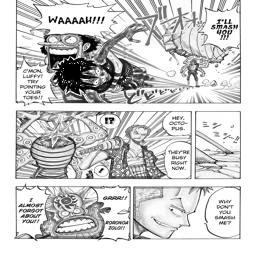 WAAAAH!!!
I'LL
SMASH
YOU!!!
C'MON,
LUFFY!
TRY
POINTING
YOUR
TOES!!
!?
HEY,
OCTO-
PUS.
THEY'RE
BUSY
RIGHT
NOW.
GRRR!!
I
ALMOST
FORGOT
ABOUT
YOU!!
RORONOA
ZOLO!!
WHY
DON'T
YOU
SMASH
ME?